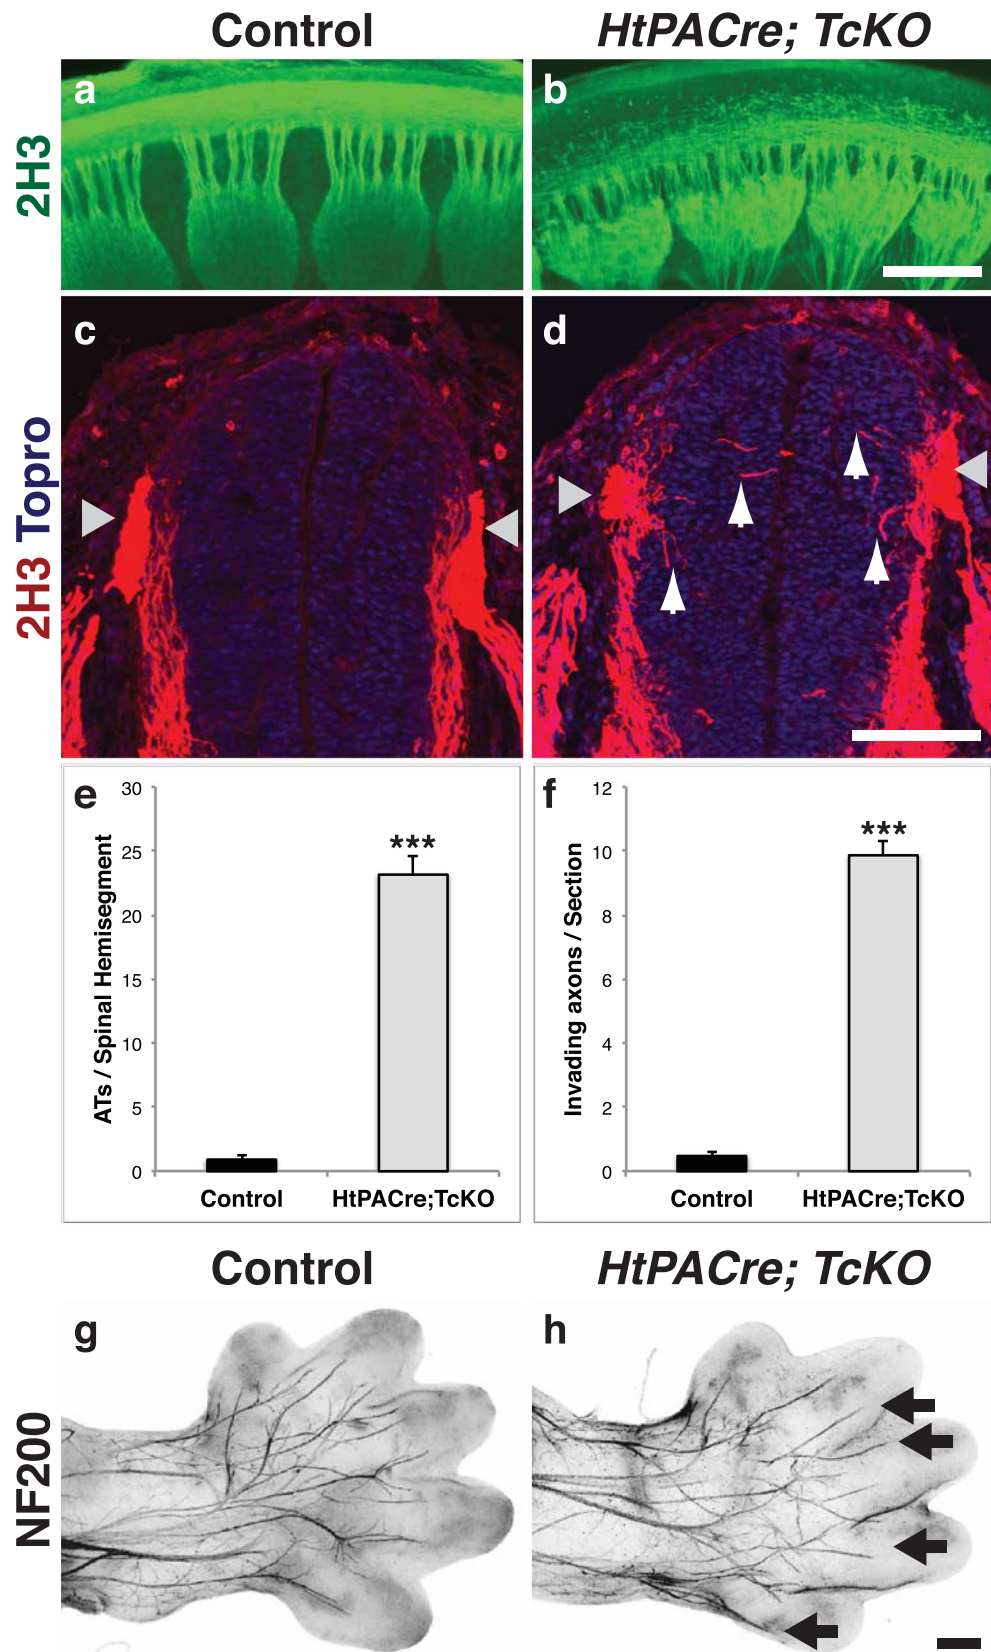 Control HtPACre; TcKO
2H3
a b
2H3 Topro
c d
e
ATs / Spinal Hemisegment
30
25
20
15
10
5
0
***
Control HtPACre;TcKO
f
Invading axons / Section
12
10
8
6
4
2
0
***
Control HtPACre;TcKO
Control HtPACre; TcKO
NF200
g h